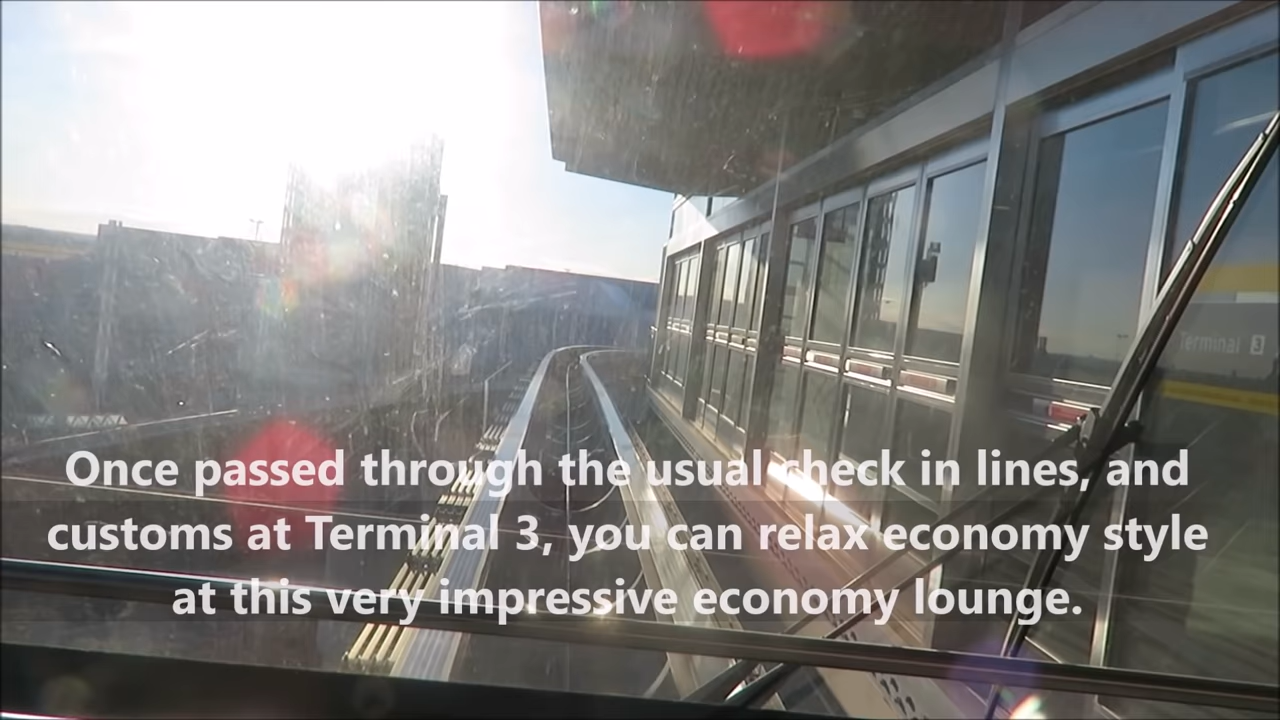 Terminal 3
Once passed through the usual check in lines, and
customs at Terminal 3, you can relax economy style
at this very impressive economy lounge.